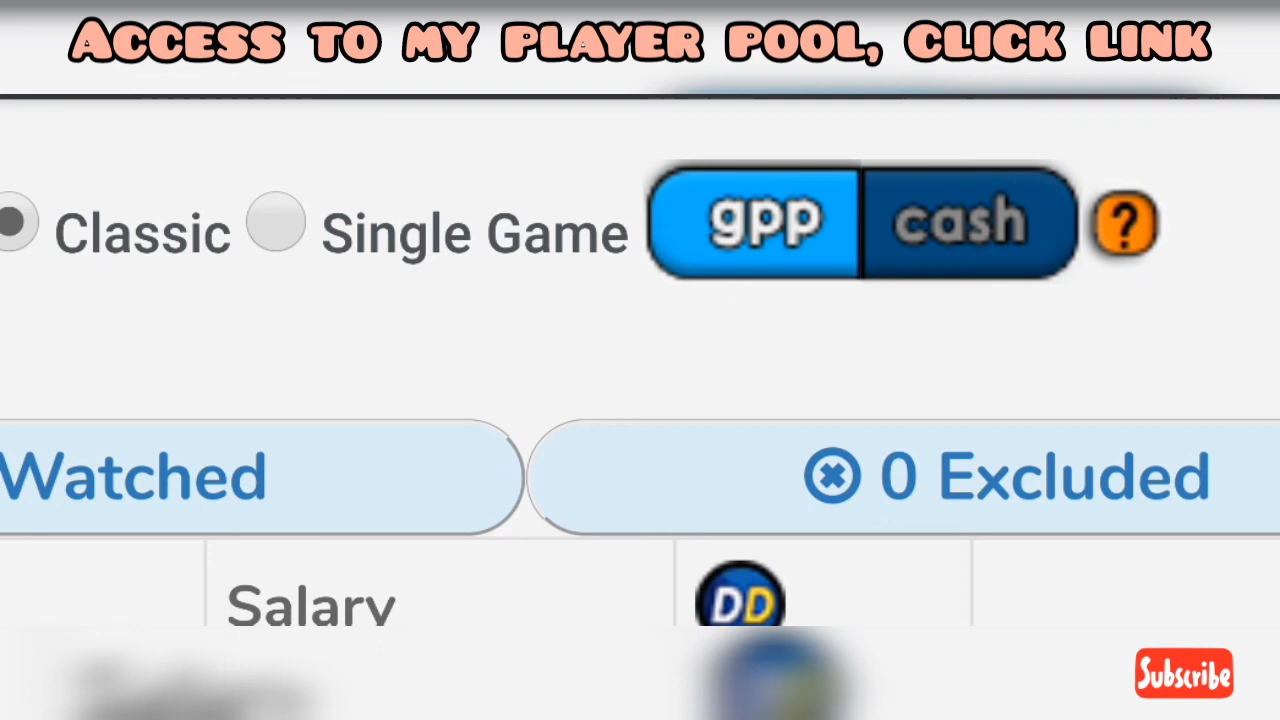 ACCESS TO MY PLAYER POOL, CLICK LINK
Classic Single Game gpp cash ?
Watched 0 Excluded
Salary DD
Subscribe